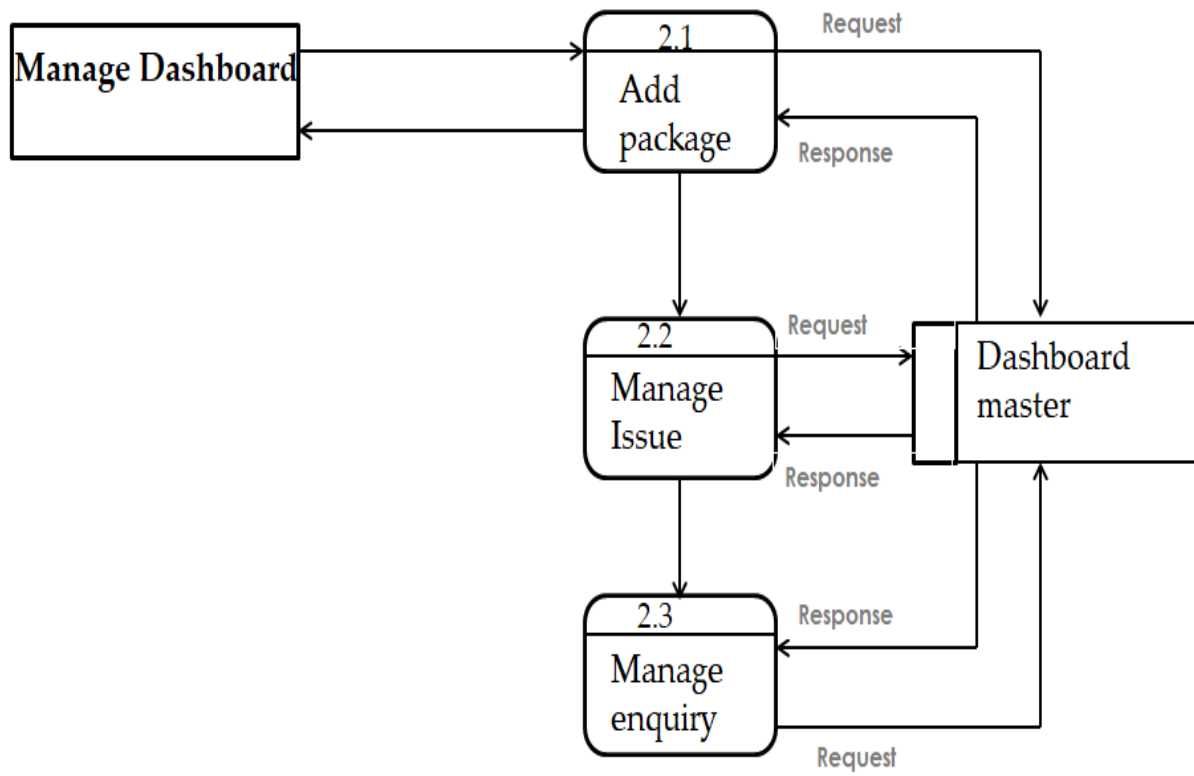 Manage Dashboard
2.1
Add
package
Request
Response
2.2
Manage
Issue
Request
Response
Dashboard
master
2.3
Manage
enquiry
Response
Request